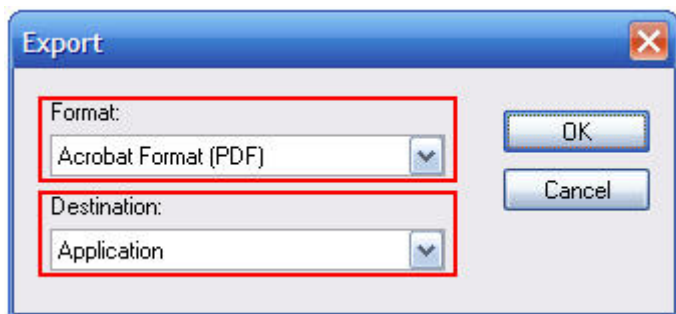 Export
Format:
Acrobat Format (PDF)
OK
Cancel
Destination:
Application